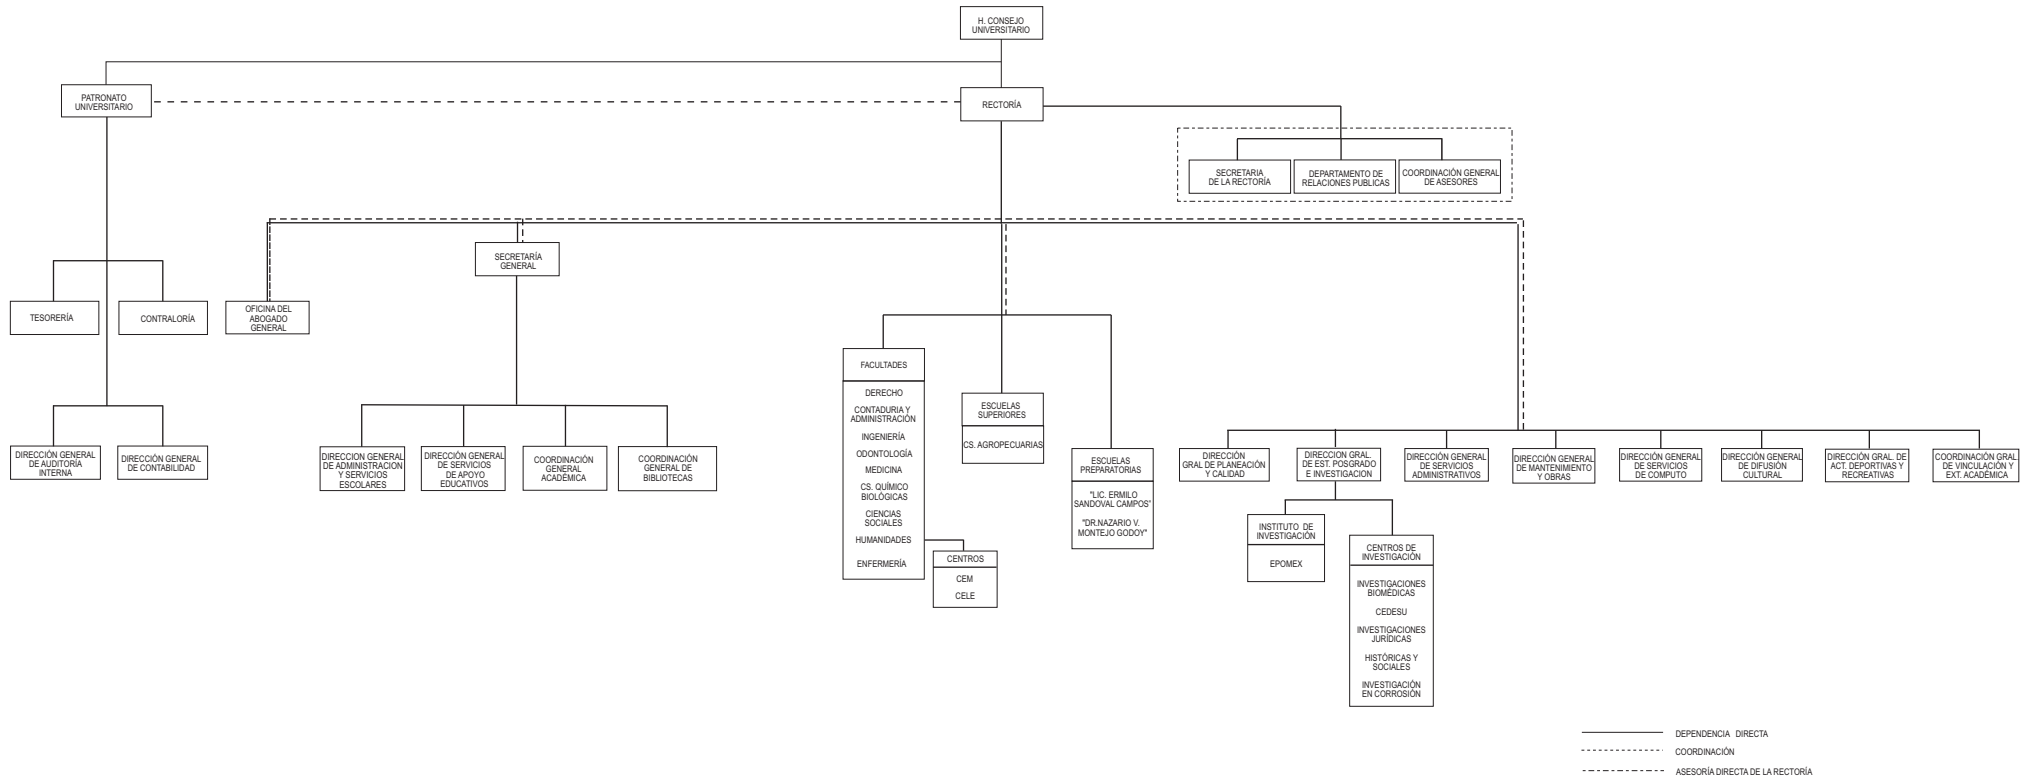 H. CONSEJO
UNIVERSITARIO
PATRONATO
UNIVERSITARIO
RECTORÍA
SECRETARIA
DE LA RECTORÍA
DEPARTAMENTO DE
RELACIONES PUBLICAS
COORDINACIÓN GENERAL
DE ASESORES
SECRETARÍA
GENERAL
TESORERÍA
CONTRALORÍA
OFICINA DEL
ABOGADO
GENERAL
FACULTADES
DERECHO
CONTADURIA Y
ADMINISTRACIÓN
INGENIERÍA
ODONTOLOGÍA
MEDICINA
CS. QUÍMICO
BIOLÓGICAS
CIENCIAS
SOCIALES
HUMANIDADES
ENFERMERÍA
CENTROS
CEM
CELE
ESCUELAS
SUPERIORES
CS. AGROPECUARIAS
ESCUELAS
PREPARATORIAS
"LIC. ERMILO
SANDOVAL CAMPOS"
"DR.NAZARIO V.
MONTEJO GODOY"
DIRECCIÓN GENERAL
DE AUDITORÍA
INTERNA
DIRECCIÓN GENERAL
DE CONTABILIDAD
DIRECCION GENERAL
DE ADMINISTRACION
Y SERVICIOS
ESCOLARES
DIRECCIÓN GENERAL
DE SERVICIOS
DE APOYO
EDUCATIVOS
COORDINACIÓN
GENERAL
ACADÉMICA
COORDINACIÓN
GENERAL DE
BIBLIOTECAS
DIRECCIÓN
GRAL DE PLANEACIÓN
Y CALIDAD
DIRECCION GRAL.
DE EST. POSGRADO
E INVESTIGACION
DIRECCIÓN GENERAL
DE SERVICIOS
ADMINISTRATIVOS
DIRECCIÓN GENERAL
DE MANTENIMIENTO
Y OBRAS
DIRECCIÓN GENERAL
DE SERVICIOS
DE COMPUTO
DIRECCIÓN GENERAL
DE DIFUSIÓN
CULTURAL
DIRECCIÓN GRAL. DE
ACT. DEPORTIVAS Y
RECREATIVAS
COORDINACIÓN GRAL.
DE VINCULACIÓN Y
EXT. ACADÉMICA
INSTITUTO DE
INVESTIGACIÓN
EPOMEX
CENTROS DE
INVESTIGACIÓN
INVESTIGACIONES
BIOMÉDICAS
CEDESU
INVESTIGACIONES
JURÍDICAS
HISTÓRICAS Y
SOCIALES
INVESTIGACIÓN
EN CORROSIÓN
DEPENDENCIA DIRECTA
COORDINACIÓN
ASESORÍA DIRECTA DE LA RECTORÍA